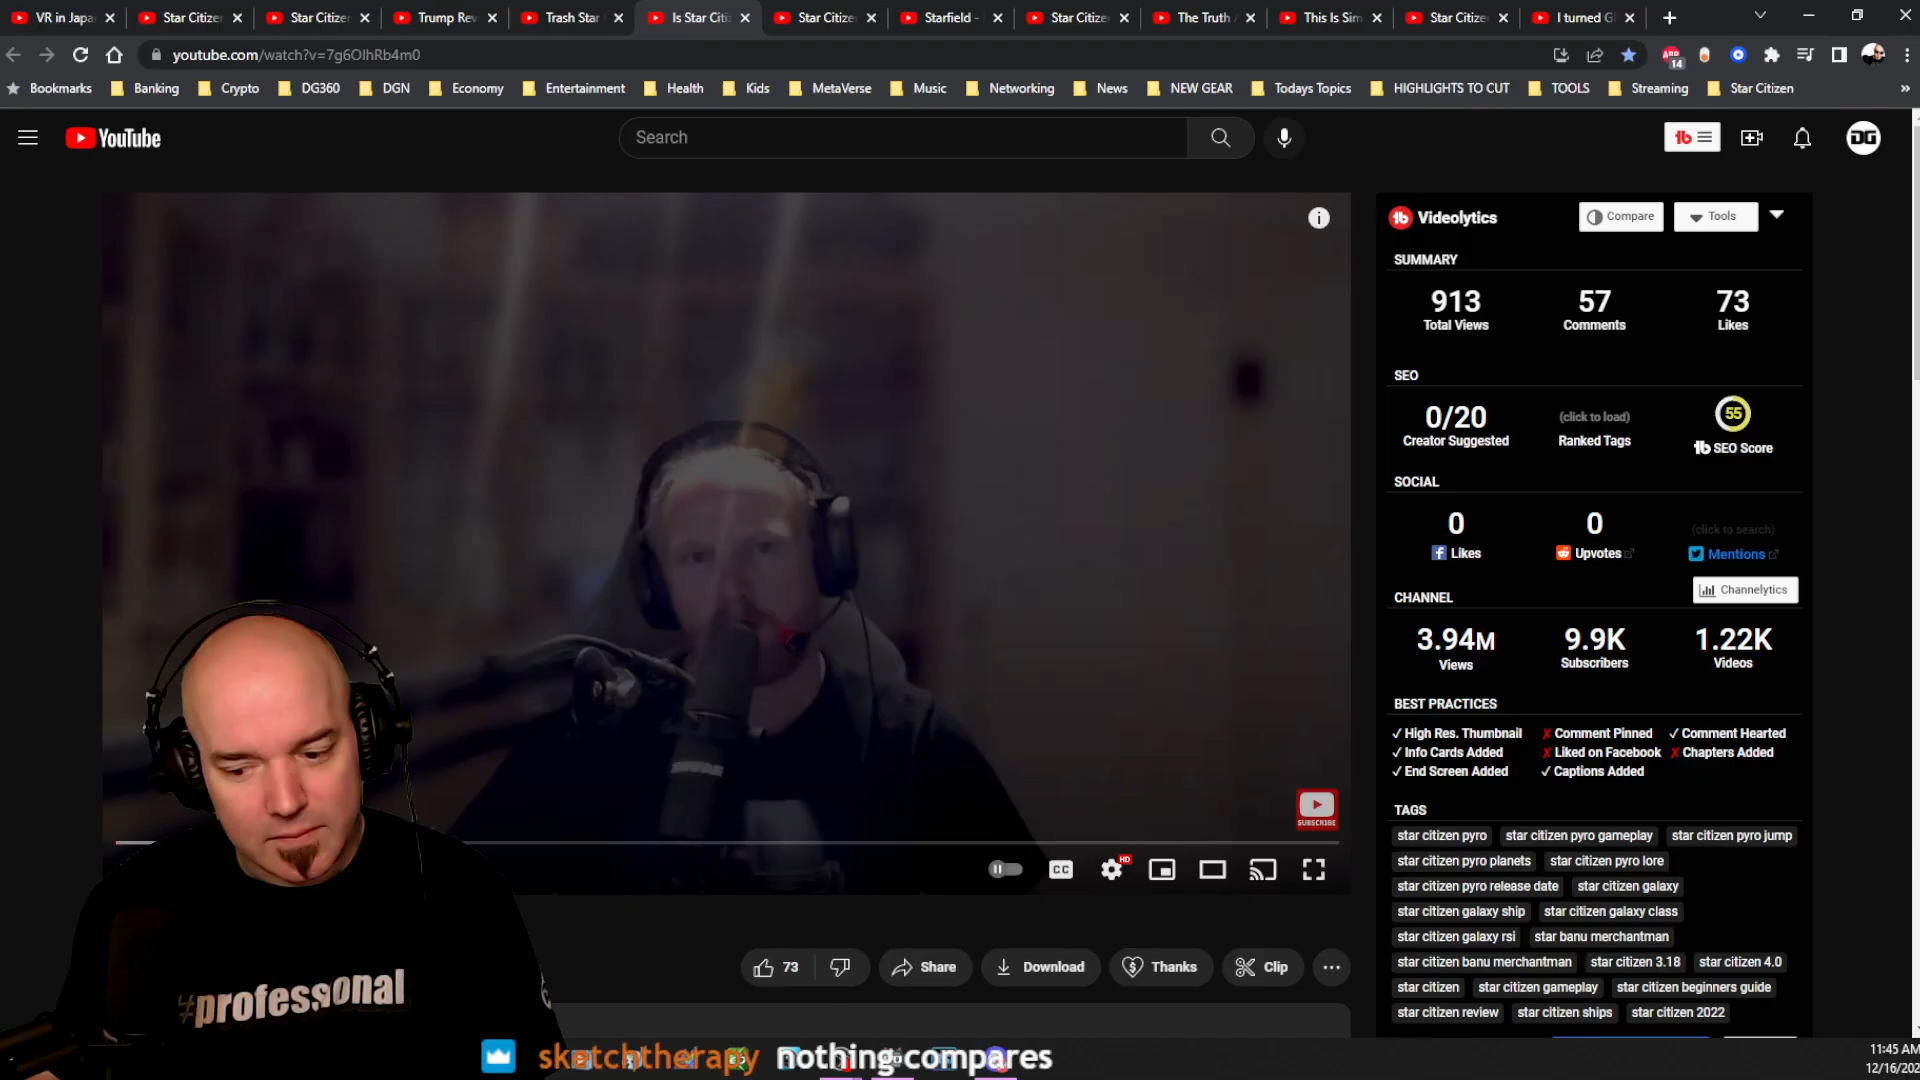 VR in Japa
Star Citize
Star Citize
Trump Rev
Trash Star
Is Star Citi
Star Citize
Starfield -
Star Citize
The Truth
This Is Sim
Star Citize
I turned G
youtube.com/watch?v=7g6OlhRb4m0
14
Bookmarks
Banking
Crypto
DG360
DGN
Economy
Entertainment
Health
Kids
MetaVerse
Music
Networking
News
NEW GEAR
Todays Topics
HIGHLIGHTS TO CUT
TOOLS
Streaming
Star Citizen
YouTube
Search
DG
Videolytics
Compare
Tools
SUMMARY
913 57 73
Total Views Comments Likes
SEO
0/20 (click to load) 55
Creator Suggested Ranked Tags SEO Score
SOCIAL
0 0 (click to search)
Likes Upvotes Mentions
CHANNEL
Channelytics
3.94M 9.9K 1.22K
Views Subscribers Videos
BEST PRACTICES
✓ High Res. Thumbnail ✗ Comment Pinned ✓ Comment Hearted
✓ Info Cards Added ✗ Liked on Facebook ✗ Chapters Added
✓ End Screen Added ✓ Captions Added
TAGS
star citizen pyro star citizen pyro gameplay star citizen pyro jump
star citizen pyro planets star citizen pyro lore
star citizen pyro release date star citizen galaxy
star citizen galaxy ship star citizen galaxy class
star citizen galaxy rsi star banu merchantman
star citizen banu merchantman star citizen 3.18 star citizen 4.0
star citizen star citizen gameplay star citizen beginners guide
star citizen review star citizen ships star citizen 2022
SUBSCRIBE
CC
HD
73
Share
Download
Thanks
Clip
#professional
sketchtherapy nothing compares
11:45 AM
12/16/202